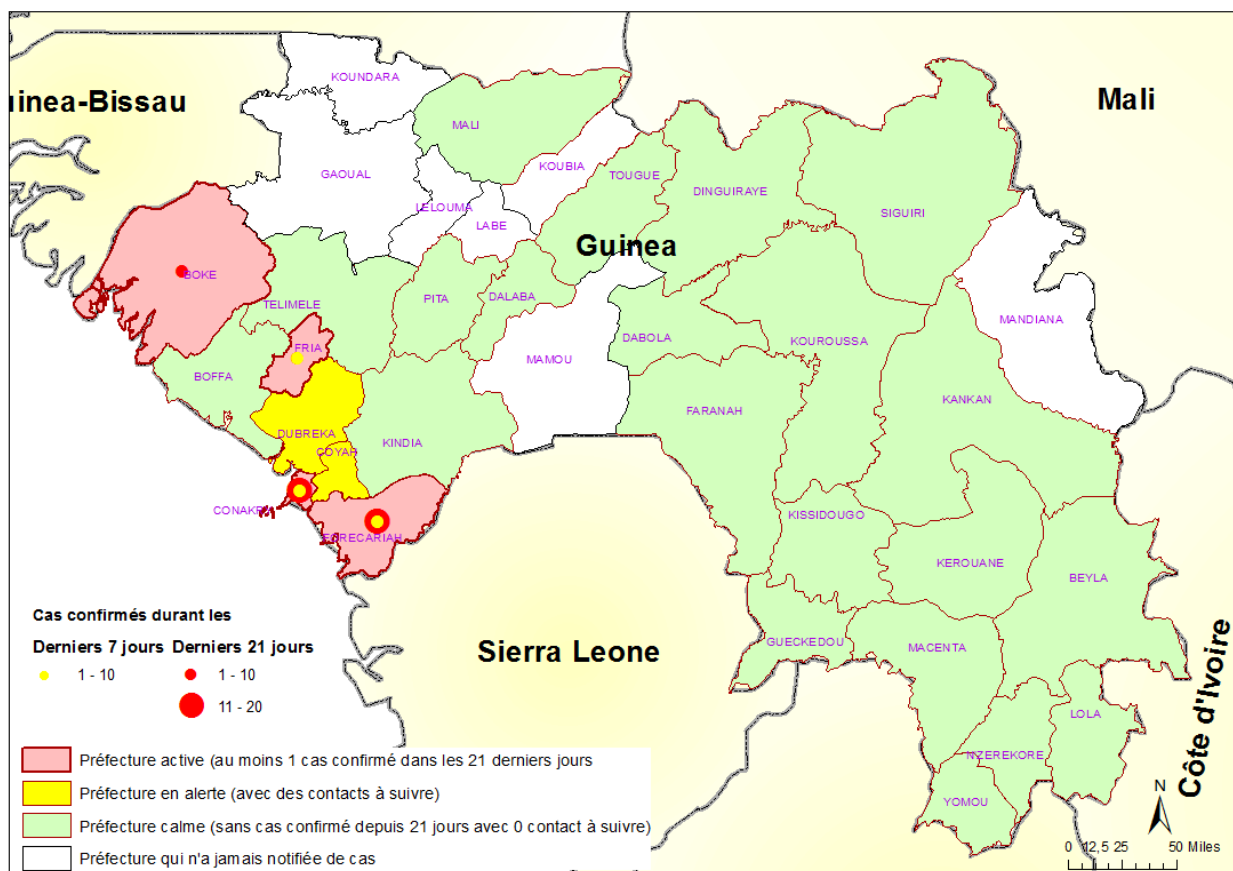 KOUNDARA
uinea-Bissau
Mali
MALI
KOUBIA
GAOUAL
TOUGUE
DINGUIRAYE
LELOUMA
SIGUIRI
LABE
Guinea
BOKE
PITA
DALABA
TELIMELE
MANDIANA
DABOLA
KOUROUSSA
FRIA
MAMOU
BOFFA
KANKAN
FARANAH
DUBREKA
KINDIA
COYAH
CONAKRY
KISSIDOUGO
FORECARIAH
KEROUANE
BEYLA
Cas confirmés durant les
Derniers 7 jours Derniers 21 jours
1 - 10 1 - 10
11 - 20
Sierra Leone
GUECKEDOU
MACENTA
Côte d'Ivoire
LOLA
NZEREKORE
YOMOU
N
0 12,5 25 50 Miles
Préfecture active (au moins 1 cas confirmé dans les 21 derniers jours
Préfecture en alerte (avec des contacts à suivre)
Préfecture calme (sans cas confirmé depuis 21 jours avec 0 contact à suivre)
Préfecture qui n'a jamais notifiée de cas